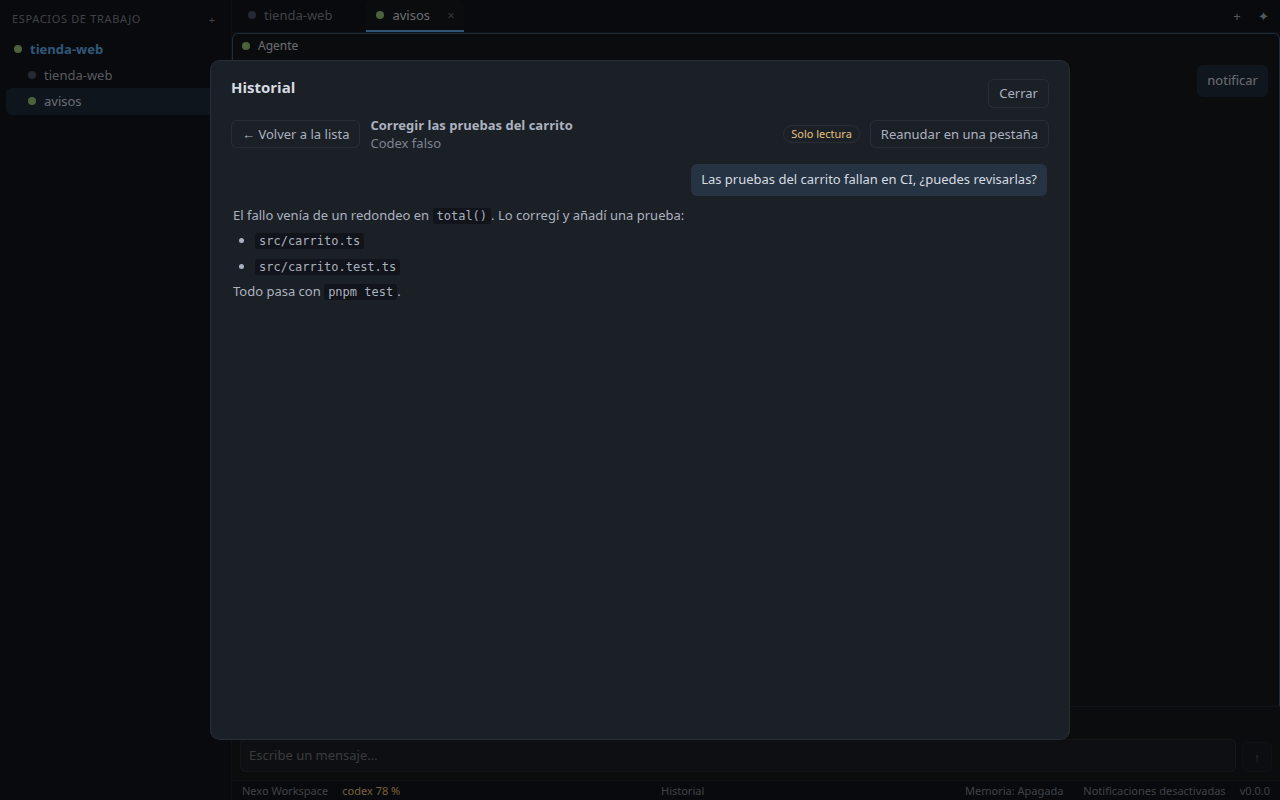 ESPACIOS DE TRABAJO +
tienda-web
tienda-web
avisos
tienda-web
avisos ×
+ ✦
Agente
notificar
Historial
Cerrar
← Volver a la lista
Corregir las pruebas del carrito
Codex falso
Solo lectura
Reanudar en una pestaña
Las pruebas del carrito fallan en CI, ¿puedes revisarlas?
El fallo venía de un redondeo en total(). Lo corregí y añadí una prueba:
• src/carrito.ts
• src/carrito.test.ts
Todo pasa con pnpm test.
Escribe un mensaje...
↑
Nexo Workspace codex 78 % Historial Memoria: Apagada Notificaciones desactivadas v0.0.0